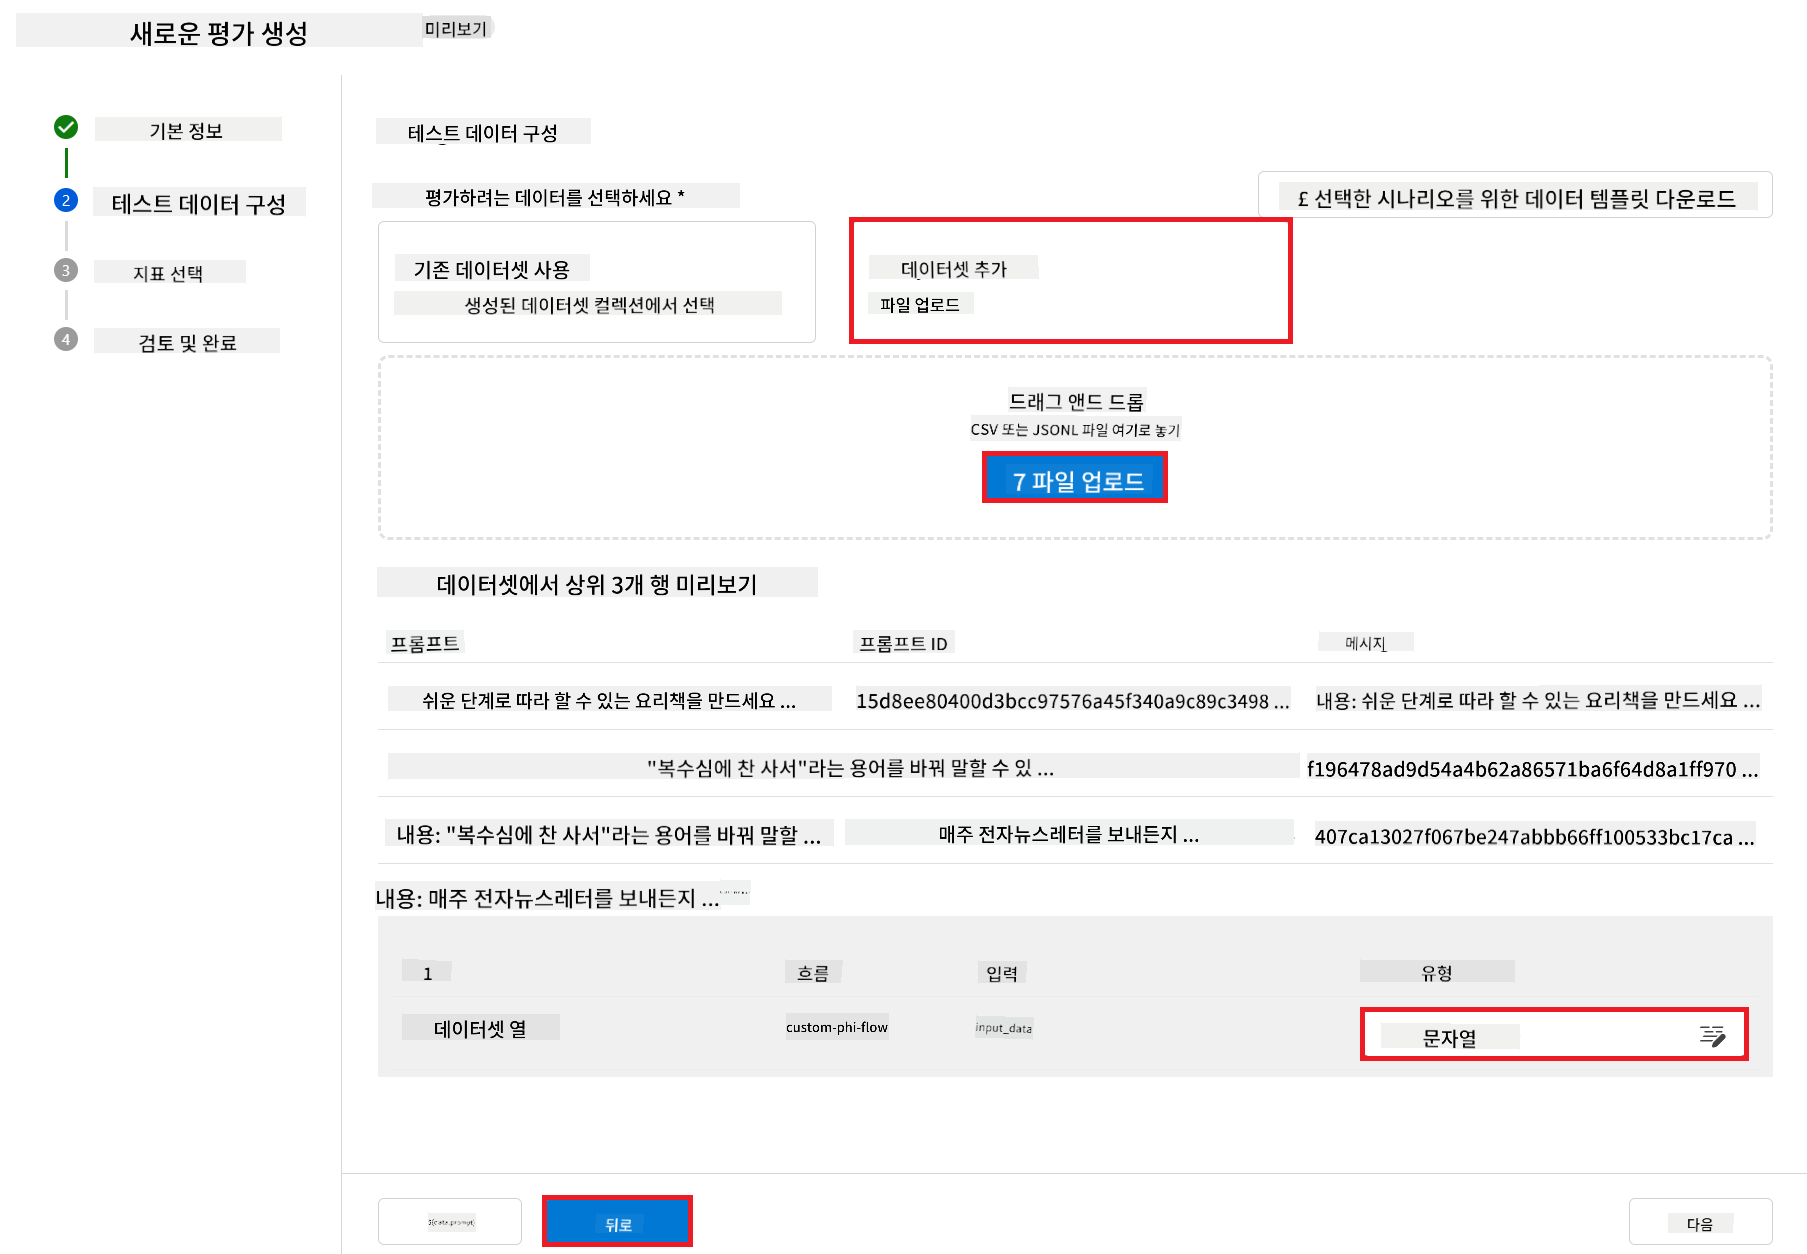 새로운 평가 생성 미리보기
기본 정보
2 테스트 데이터 구성
3 지표 선택
4 검토 및 완료
테스트 데이터 구성
평가하려는 데이터를 선택하세요 *
£ 선택한 시나리오를 위한 데이터 템플릿 다운로드
기존 데이터셋 사용
생성된 데이터셋 컬렉션에서 선택
데이터셋 추가
파일 업로드
드래그 앤드 드롭
CSV 또는 JSONL 파일 여기로 놓기
7 파일 업로드
데이터셋에서 상위 3개 행 미리보기
프롬프트 프롬프트 ID 메시지
쉬운 단계로 따라 할 수 있는 요리책을 만드세요 ... 15d8ee80400d3bcc97576a45f340a9c89c3498 ... 내용: 쉬운 단계로 따라 할 수 있는 요리책을 만드세요 ...
"복수심에 찬 사서"라는 용어를 바꿔 말할 수 있 ... f196478ad9d54a4b62a86571ba6f64d8a1ff970 ...
내용: "복수심에 찬 사서"라는 용어를 바꿔 말할 ... 매주 전자뉴스레터를 보내든지 ... 407ca13027f067be247abbb66ff100533bc17ca ...
내용: 매주 전자뉴스레터를 보내든지 ...
1 흐름 입력 유형
데이터셋 열 custom-phi-flow input_data 문자열
${data.prompt} 뒤로 다음